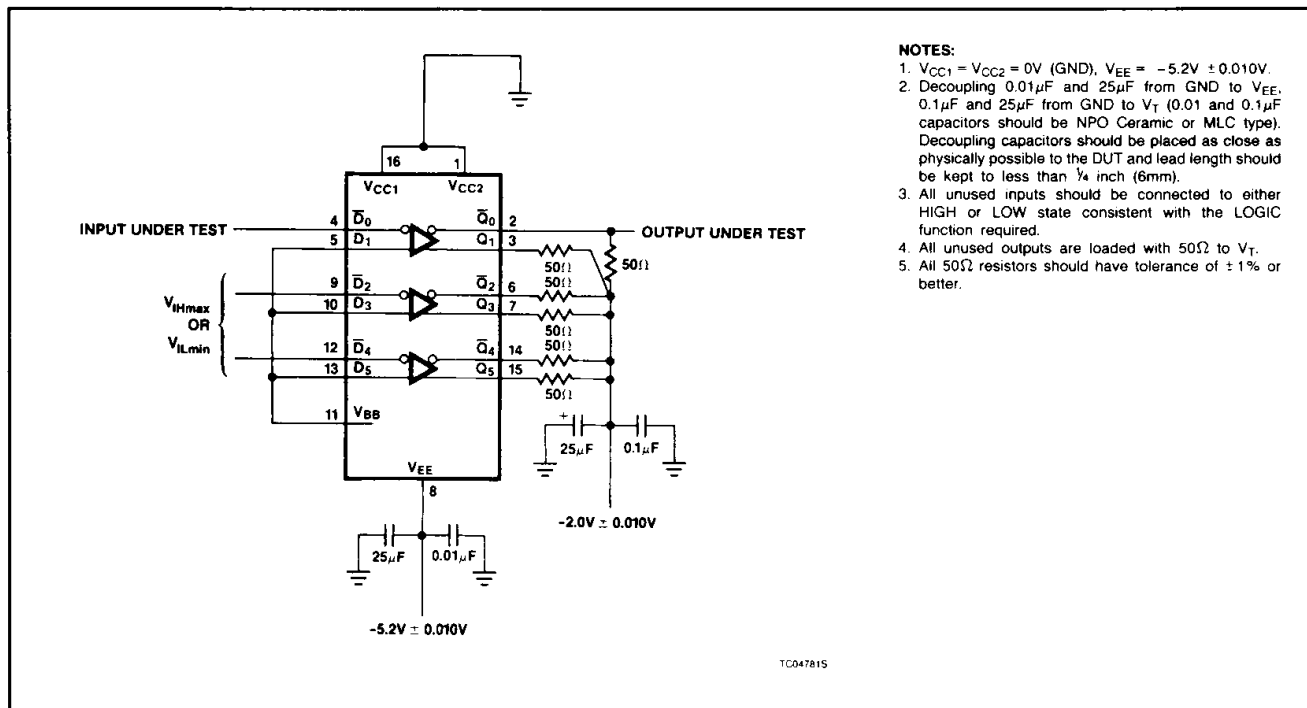 NOTES:
1. VCC1 = VCC2 = 0V (GND), VEE = −5.2V ±0.010V.
2. Decoupling 0.01μF and 25μF from GND to VEE,
0.1μF and 25μF from GND to VT (0.01 and 0.1μF
capacitors should be NPO Ceramic or MLC type).
Decoupling capacitors should be placed as close as
physically possible to the DUT and lead length should
be kept to less than ¼ inch (6mm).
3. All unused inputs should be connected to either
HIGH or LOW state consistent with the LOGIC
function required.
4. All unused outputs are loaded with 50Ω to VT.
5. All 50Ω resistors should have tolerance of ±1% or
better.
16 1
VCC1 VCC2
INPUT UNDER TEST 4 D̅0 Q̅0 2 OUTPUT UNDER TEST
5 D1 Q1 3
50Ω 50Ω
50Ω
9 D̅2 Q̅2 6
10 D3 Q3 7
50Ω
50Ω
VIHmax
OR
VILmin
12 D̅4 Q̅4 14
13 D5 Q5 15
50Ω
11 VBB
+
25μF 0.1μF
VEE
8
−2.0V ± 0.010V
25μF 0.01μF
−5.2V ± 0.010V
TC04781S